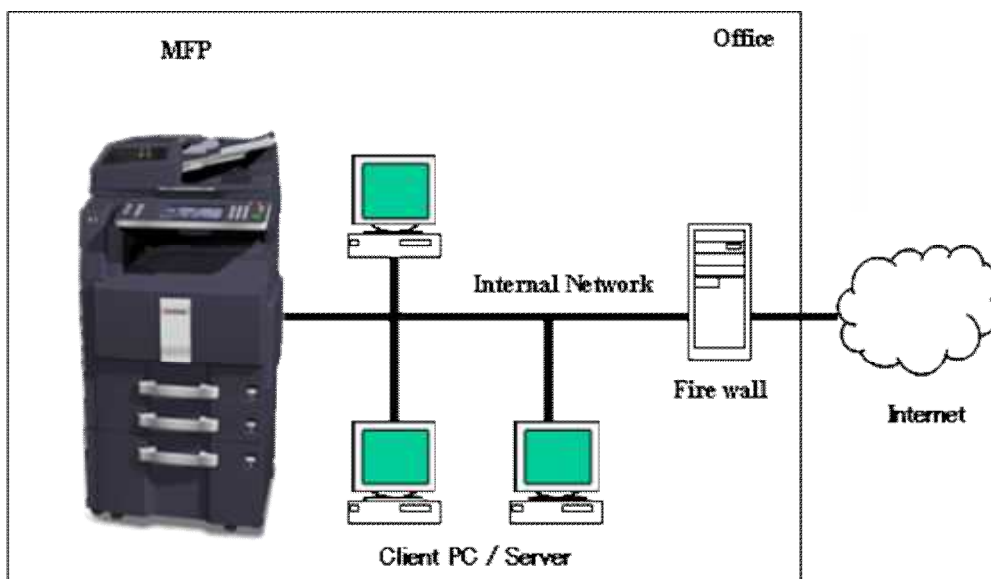 MFP
Office
Internal Network
Fire wall
Internet
Client PC / Server